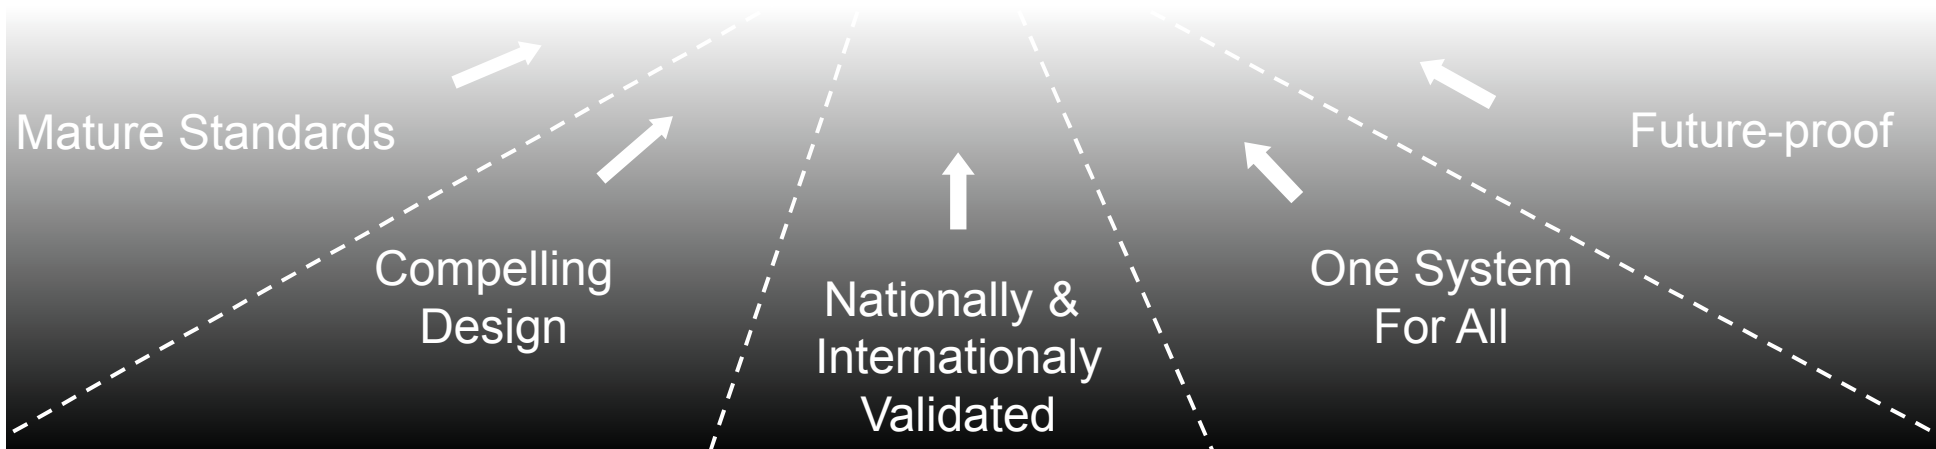 Mature Standards
Compelling
Design
Nationally &
Internationaly
Validated
One System
For All
Future-proof